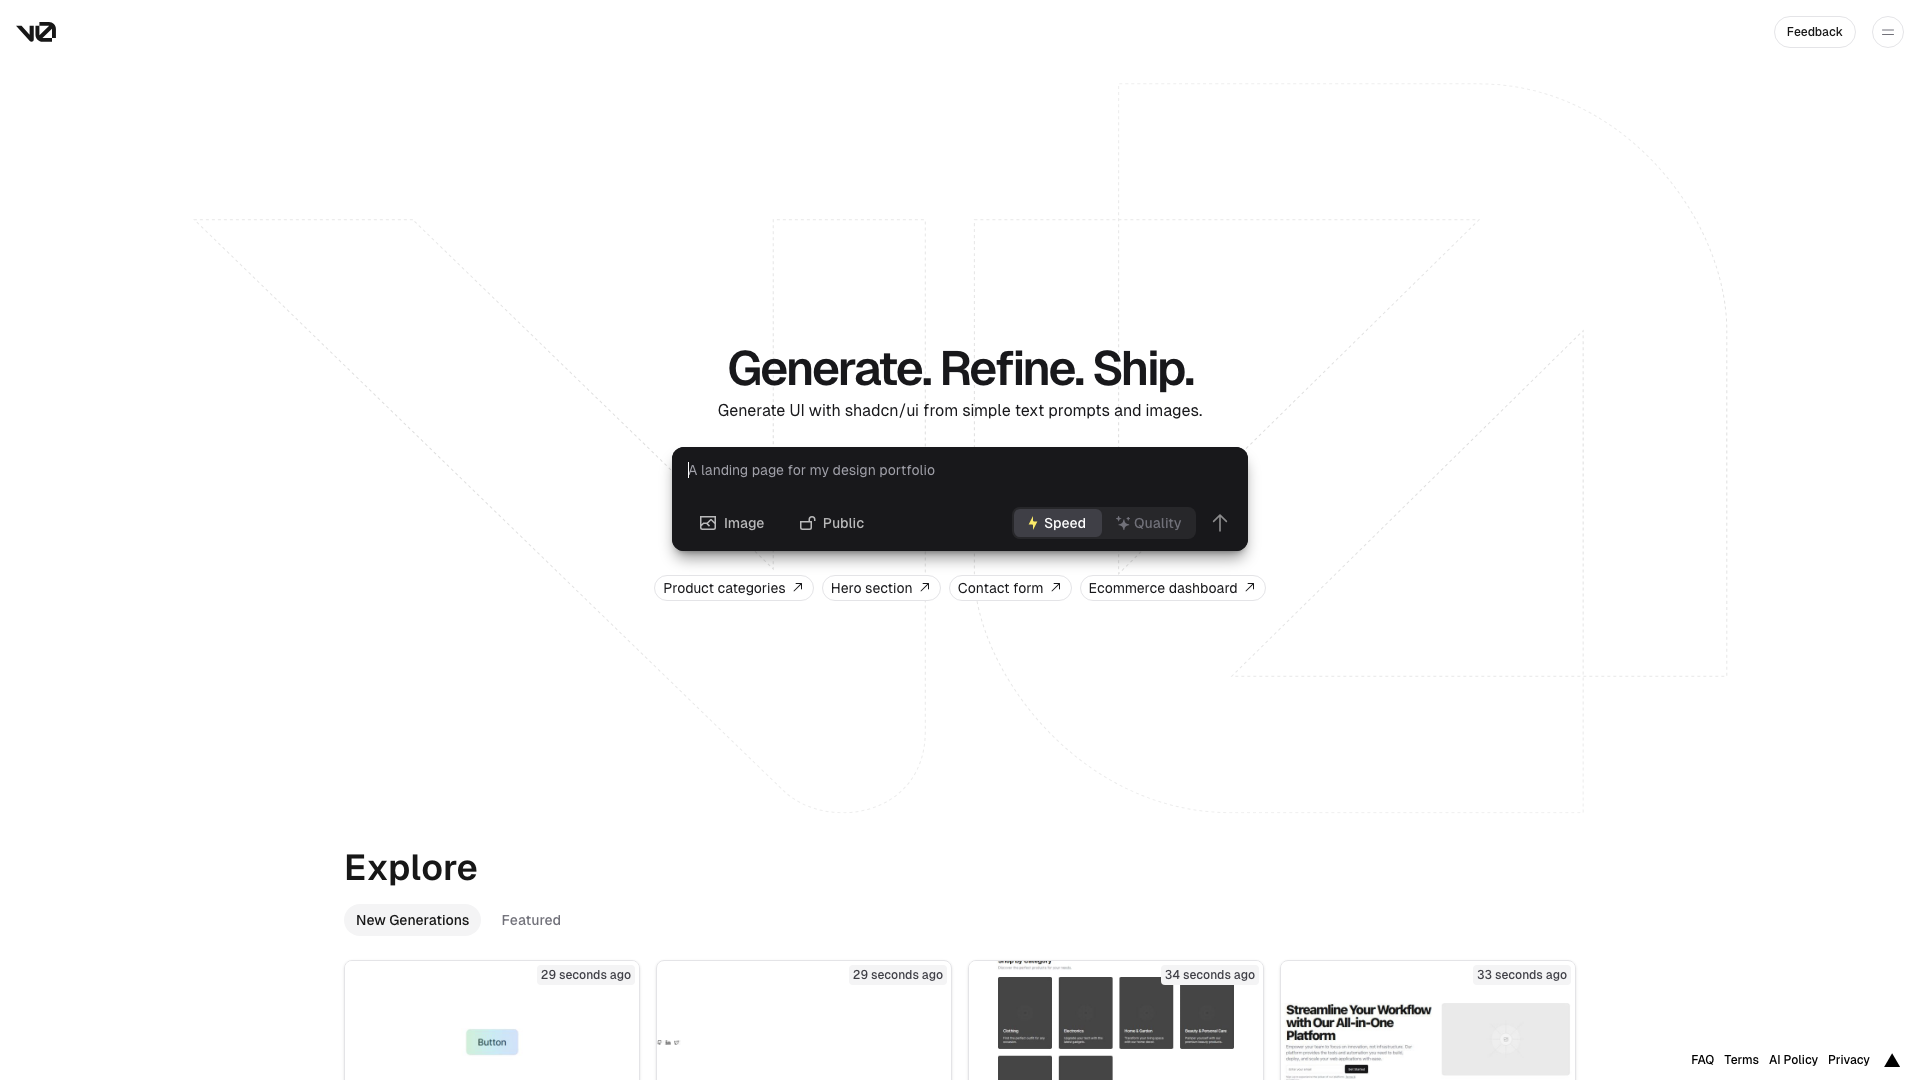 v0
Feedback
Generate. Refine. Ship.
Generate UI with shadcn/ui from simple text prompts and images.
A landing page for my design portfolio
Image
Public
Speed
Quality
Product categories
Hero section
Contact form
Ecommerce dashboard
Explore
New Generations
Featured
29 seconds ago
Button
29 seconds ago
Shop by Category
34 seconds ago
Clothing
Electronics
Home & Garden
Beauty & Personal Care
33 seconds ago
Streamline Your Workflow
with Our All-in-One
Platform
FAQ Terms AI Policy Privacy